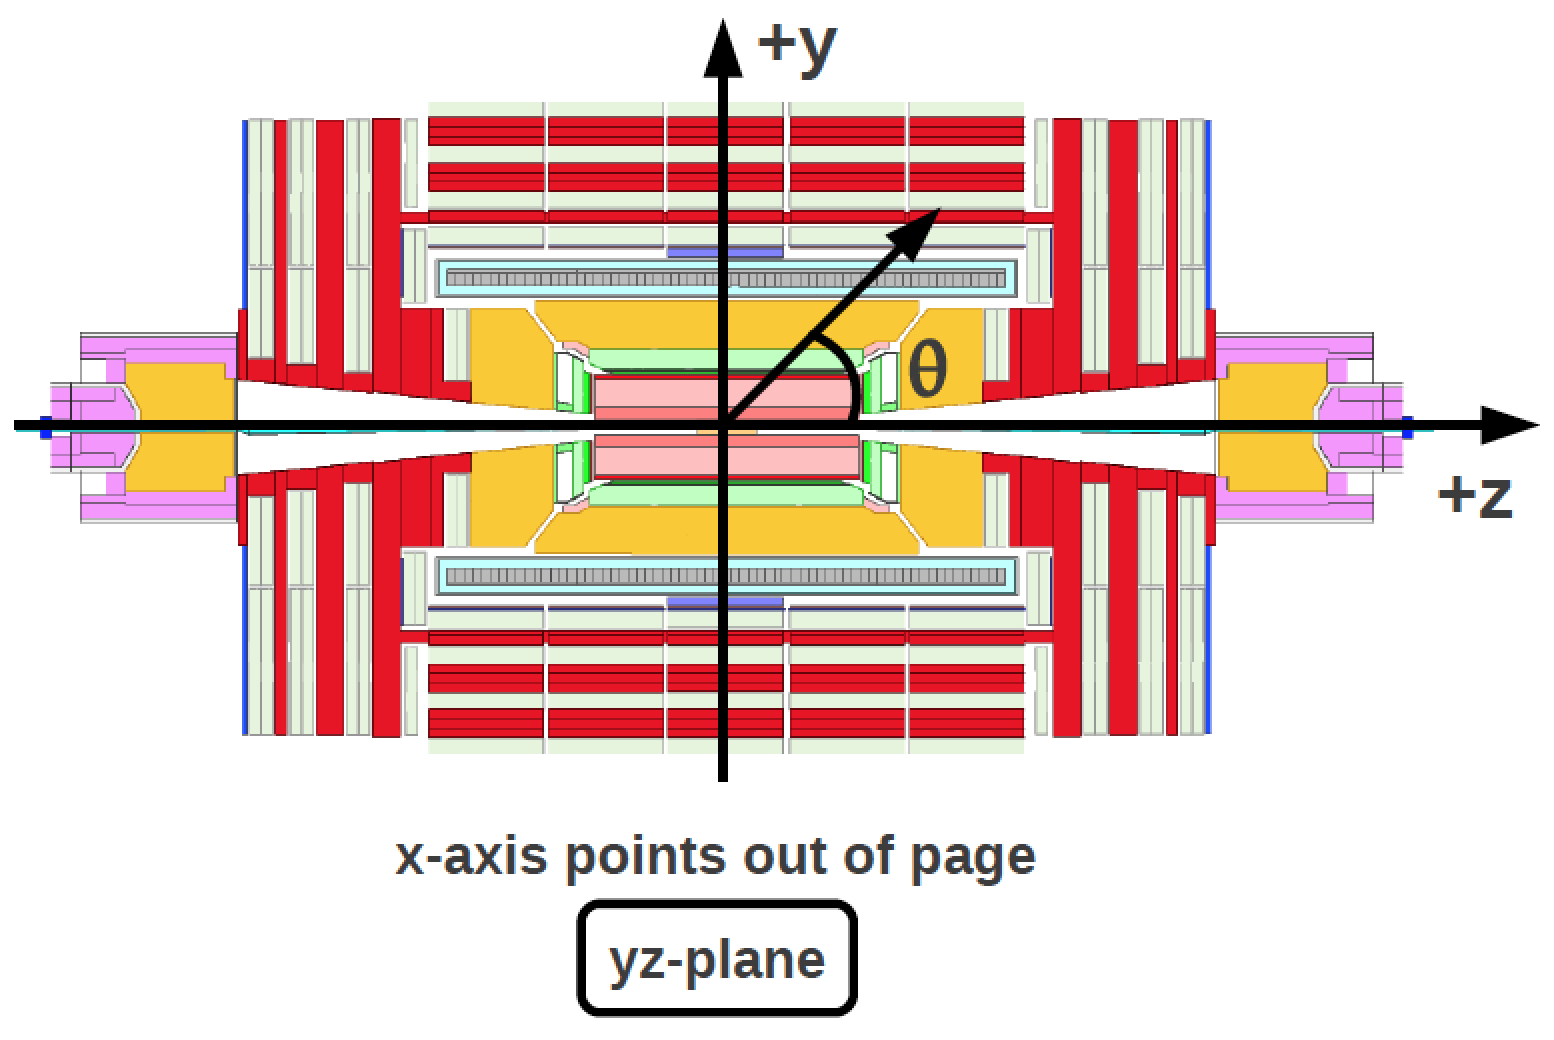 +y
θ
+z
x-axis points out of page
yz-plane